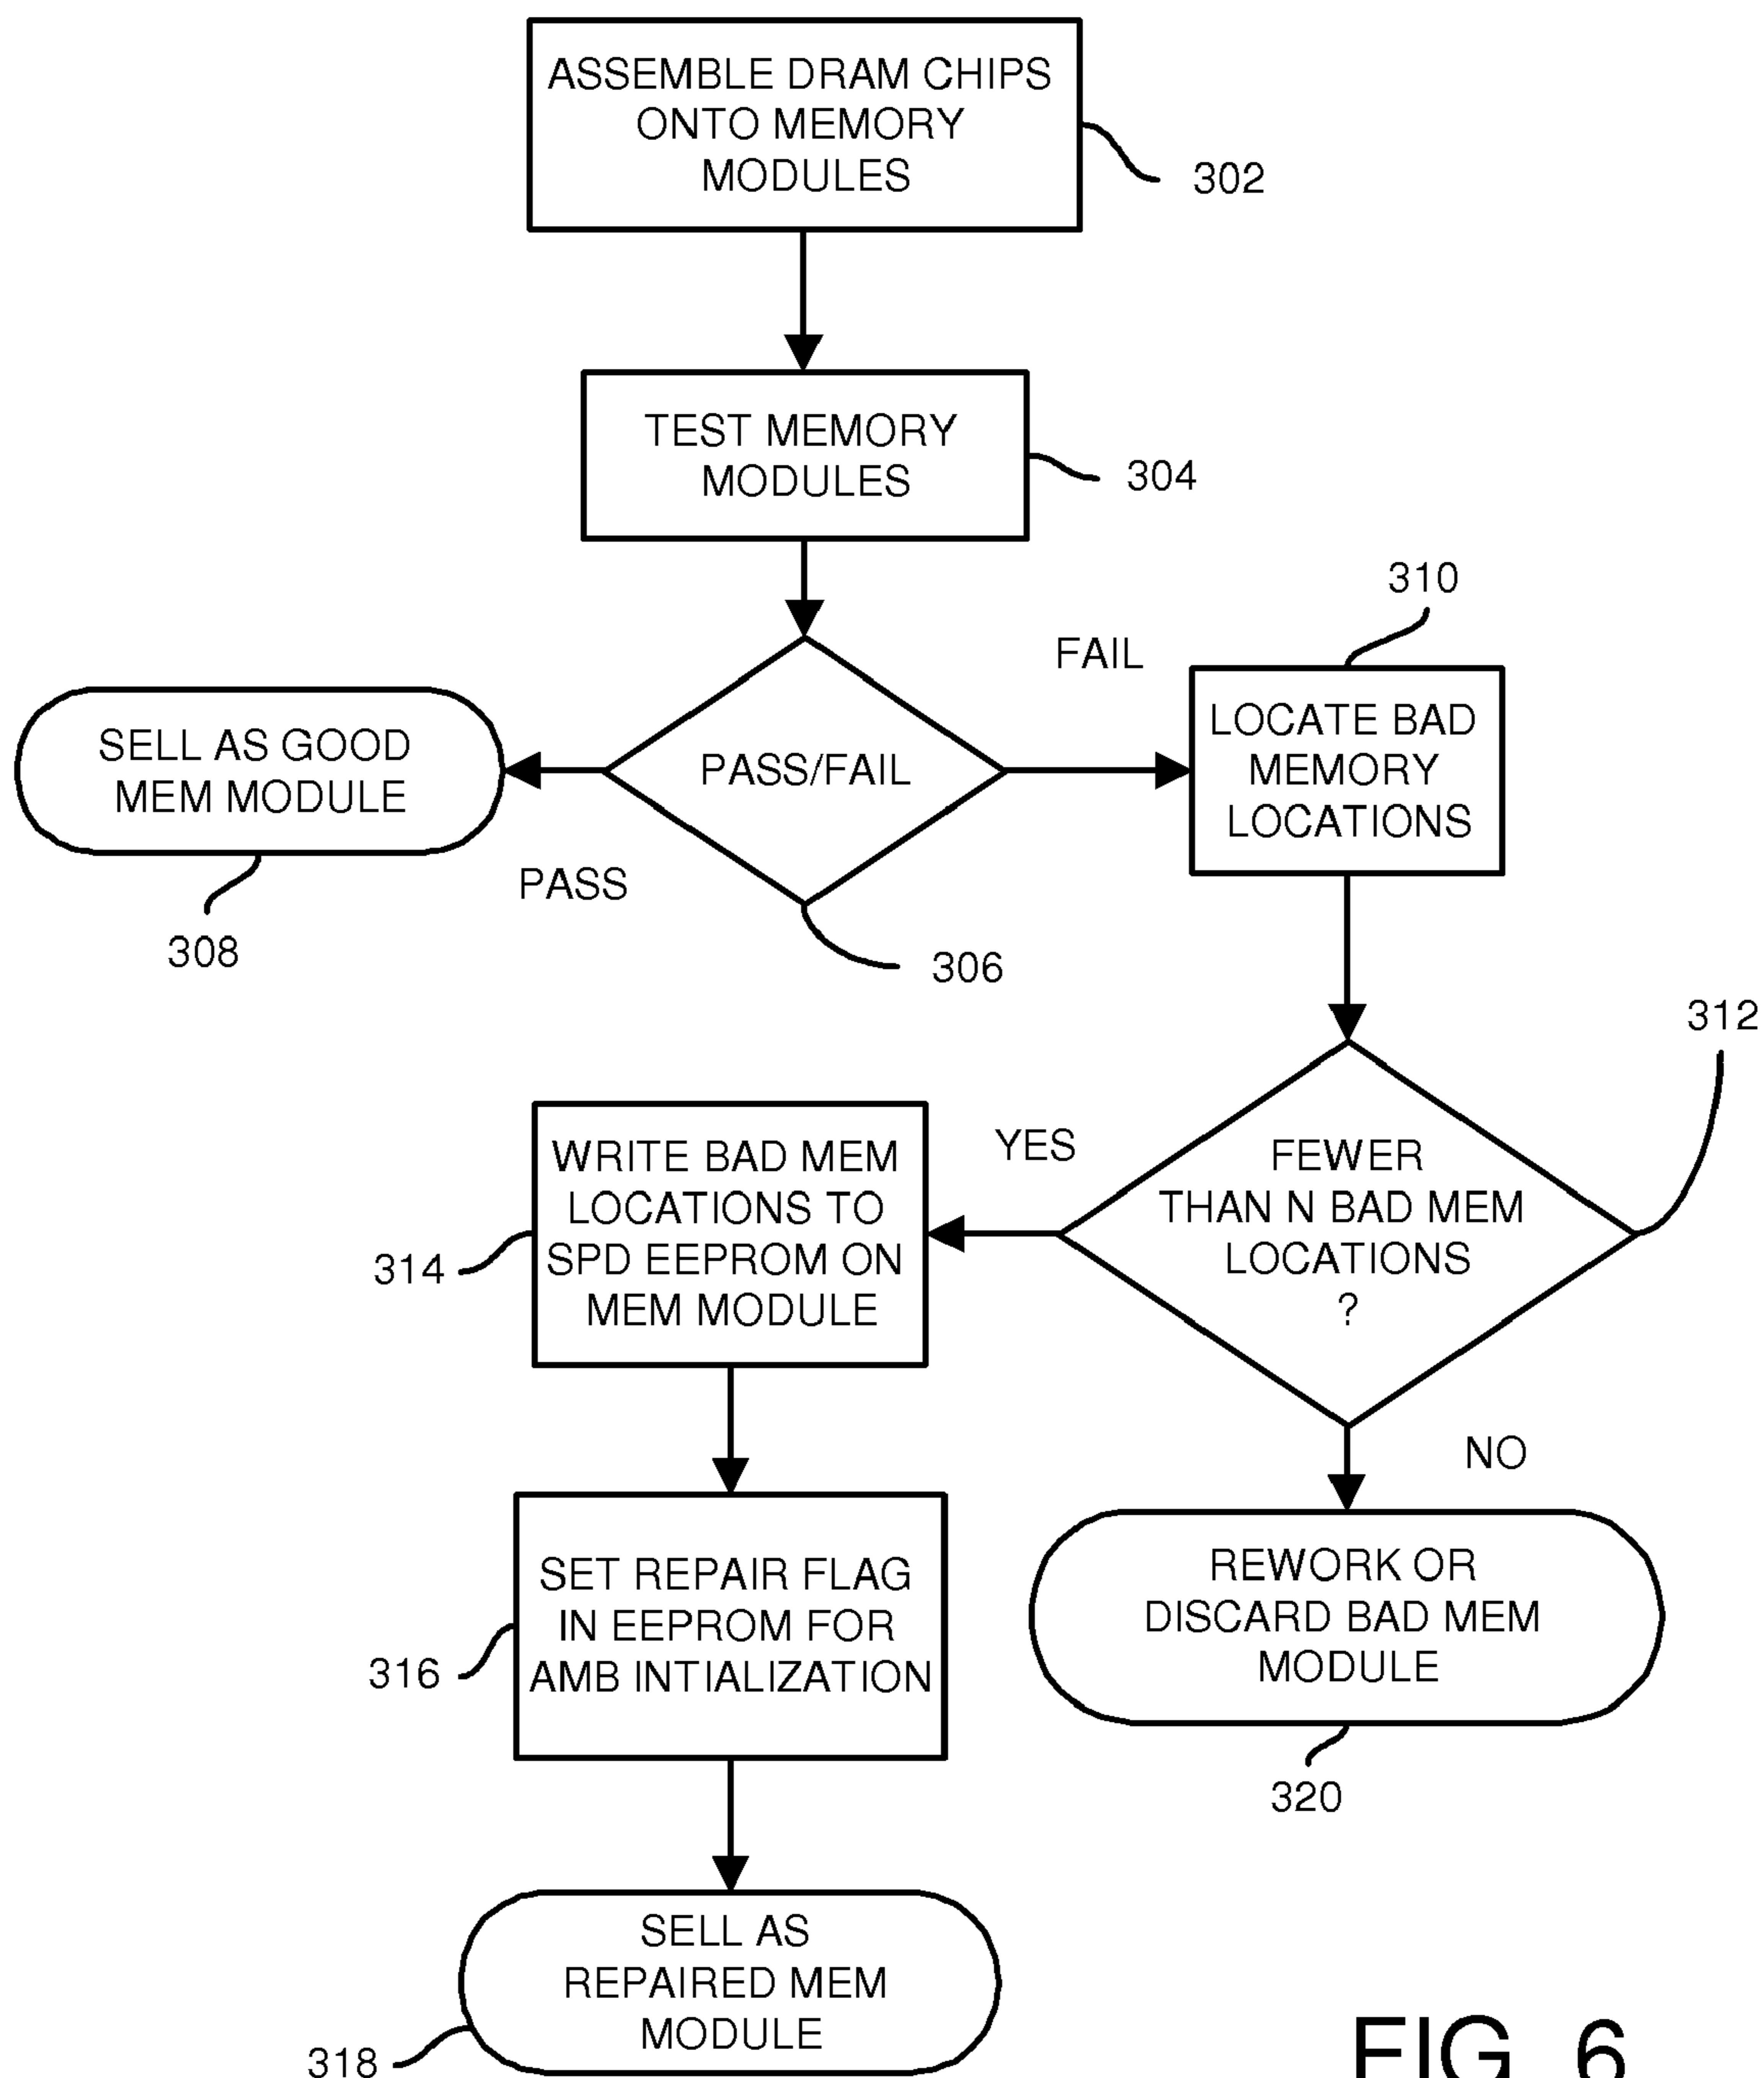 ASSEMBLE DRAM CHIPS
ONTO MEMORY
MODULES
302
TEST MEMORY
MODULES
304
310
FAIL
LOCATE BAD
MEMORY
LOCATIONS
SELL AS GOOD
MEM MODULE
PASS/FAIL
PASS
308
306
312
WRITE BAD MEM
LOCATIONS TO
SPD EEPROM ON
MEM MODULE
YES
FEWER
THAN N BAD MEM
LOCATIONS
?
314
NO
SET REPAIR FLAG
IN EEPROM FOR
AMB INTIALIZATION
316
REWORK OR
DISCARD BAD MEM
MODULE
320
SELL AS
REPAIRED MEM
MODULE
318
FIG. 6